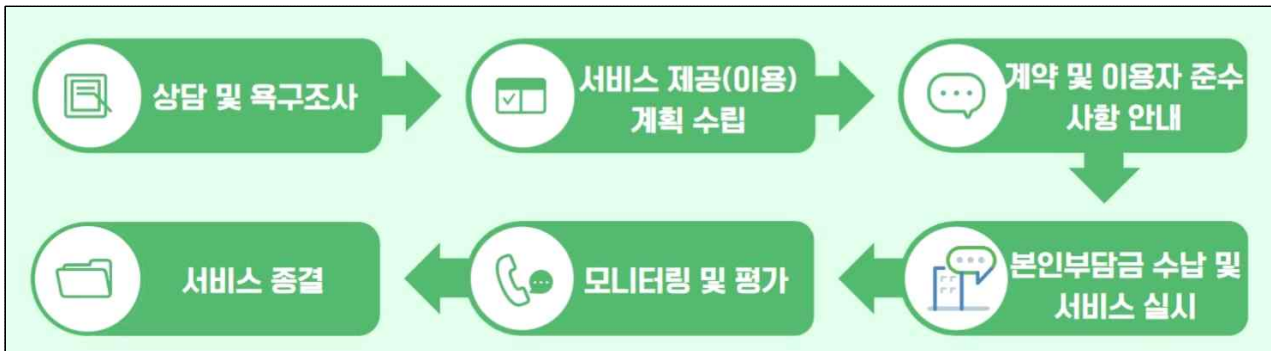 상담 및 욕구조사
서비스 제공(이용)
계획 수립
계약 및 이용자 준수
사항 안내
본인부담금 수납 및
서비스 실시
모니터링 및 평가
서비스 종결